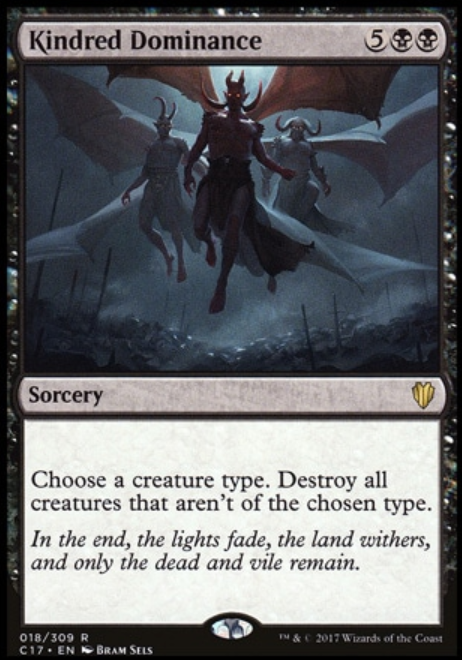 Kindred Dominance 5
Sorcery
Choose a creature type. Destroy all
creatures that aren't of the chosen type.
In the end, the lights fade, the land withers,
and only the dead and vile remain.
018/309 R
C17 • EN Bram Sels ™ & © 2017 Wizards of the Coast